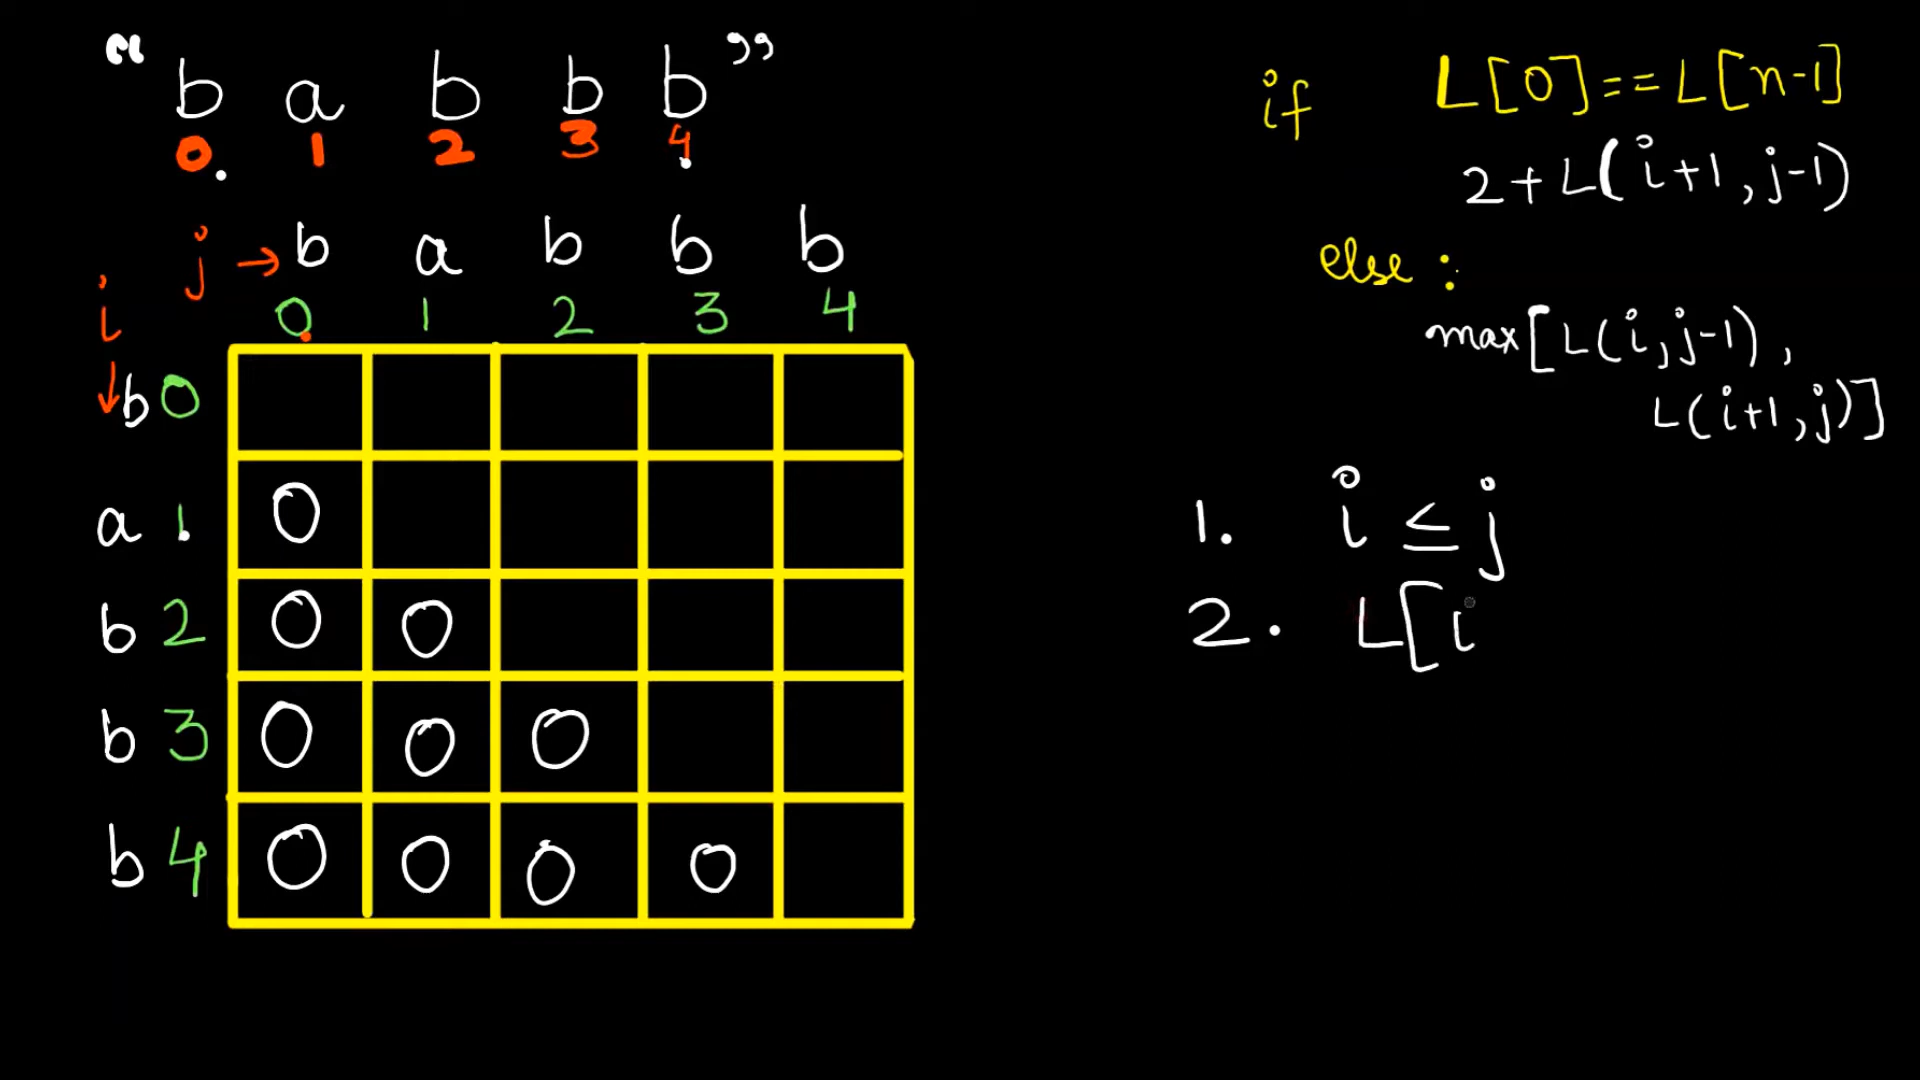 “ b a b b b ”
0 1 2 3 4
j → b a b b b
i 0 1 2 3 4
↓ b 0
a 1 0
b 2 0 0
b 3 0 0 0
b 4 0 0 0 0
if L[0]==L[n-1]
2+L(i+1,j-1)
else :
max[L(i,j-1),
L(i+1,j)]
1. i ≤ j
2. L[i